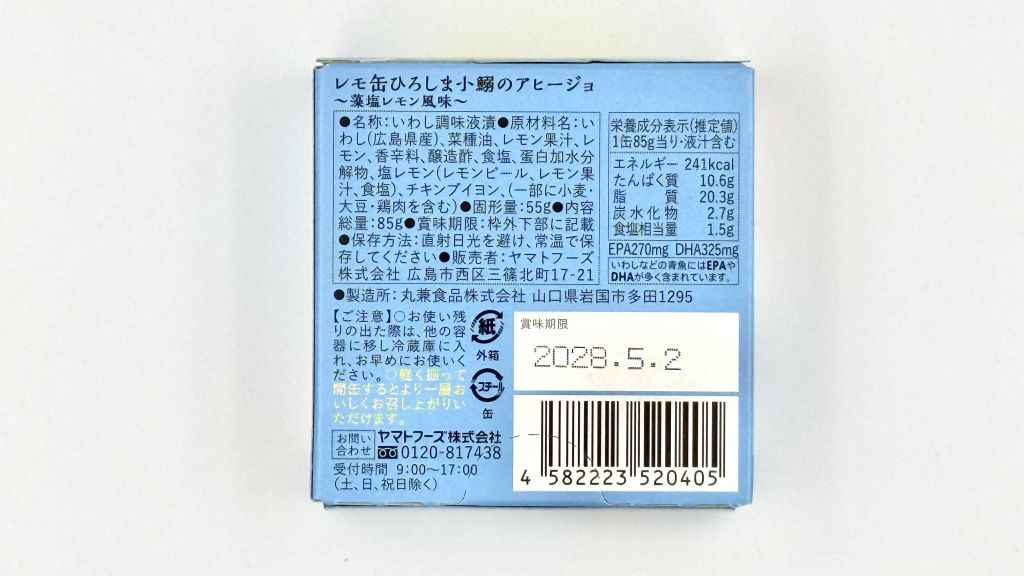 レモ缶ひろしま小鰯のアヒージョ
〜藻塩レモン風味〜
●名称:いわし調味液漬●原材料名:い
わし(広島県産)、菜種油、レモン果汁、レ
モン、香辛料、醸造酢、食塩、蛋白加水分
解物、塩レモン(レモンピール、レモン果
汁、食塩)、チキンブイヨン、(一部に小麦・
大豆・鶏肉を含む)●固形量:55g●内容
総量:85g●賞味期限:枠外下部に記載
●保存方法:直射日光を避け、常温で保
存してください●販売者:ヤマトフーズ
株式会社 広島市西区三篠北町17-21
栄養成分表示(推定値)
1缶85g当り・液汁含む
エネルギー 241kcal
たんぱく質 10.6g
脂質 20.3g
炭水化物 2.7g
食塩相当量 1.5g
EPA270mg DHA325mg
いわしなどの青魚にはEPAや
DHAが多く含まれています。
●製造所:丸兼食品株式会社 山口県岩国市多田1295
【ご注意】○お使い残
りの出た際は、他の容
器に移し冷蔵庫に入
れ、お早めにお使いく
ださい。○軽く振って
開缶するとより一層お
いしくお召し上がりい
ただけます。
紙
外箱
スチール
缶
賞味期限
2028.5.2
4 582223 520405
お問い
合わせ
ヤマトフーズ株式会社
0120-817438
受付時間 9:00〜17:00
(土、日、祝日除く)